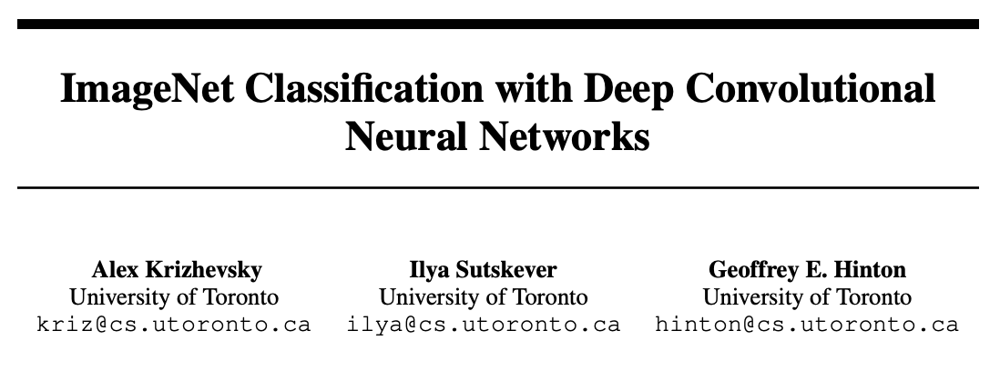 ImageNet Classification with Deep Convolutional
Neural Networks
Alex Krizhevsky
University of Toronto
kriz@cs.utoronto.ca
Ilya Sutskever
University of Toronto
ilya@cs.utoronto.ca
Geoffrey E. Hinton
University of Toronto
hinton@cs.utoronto.ca